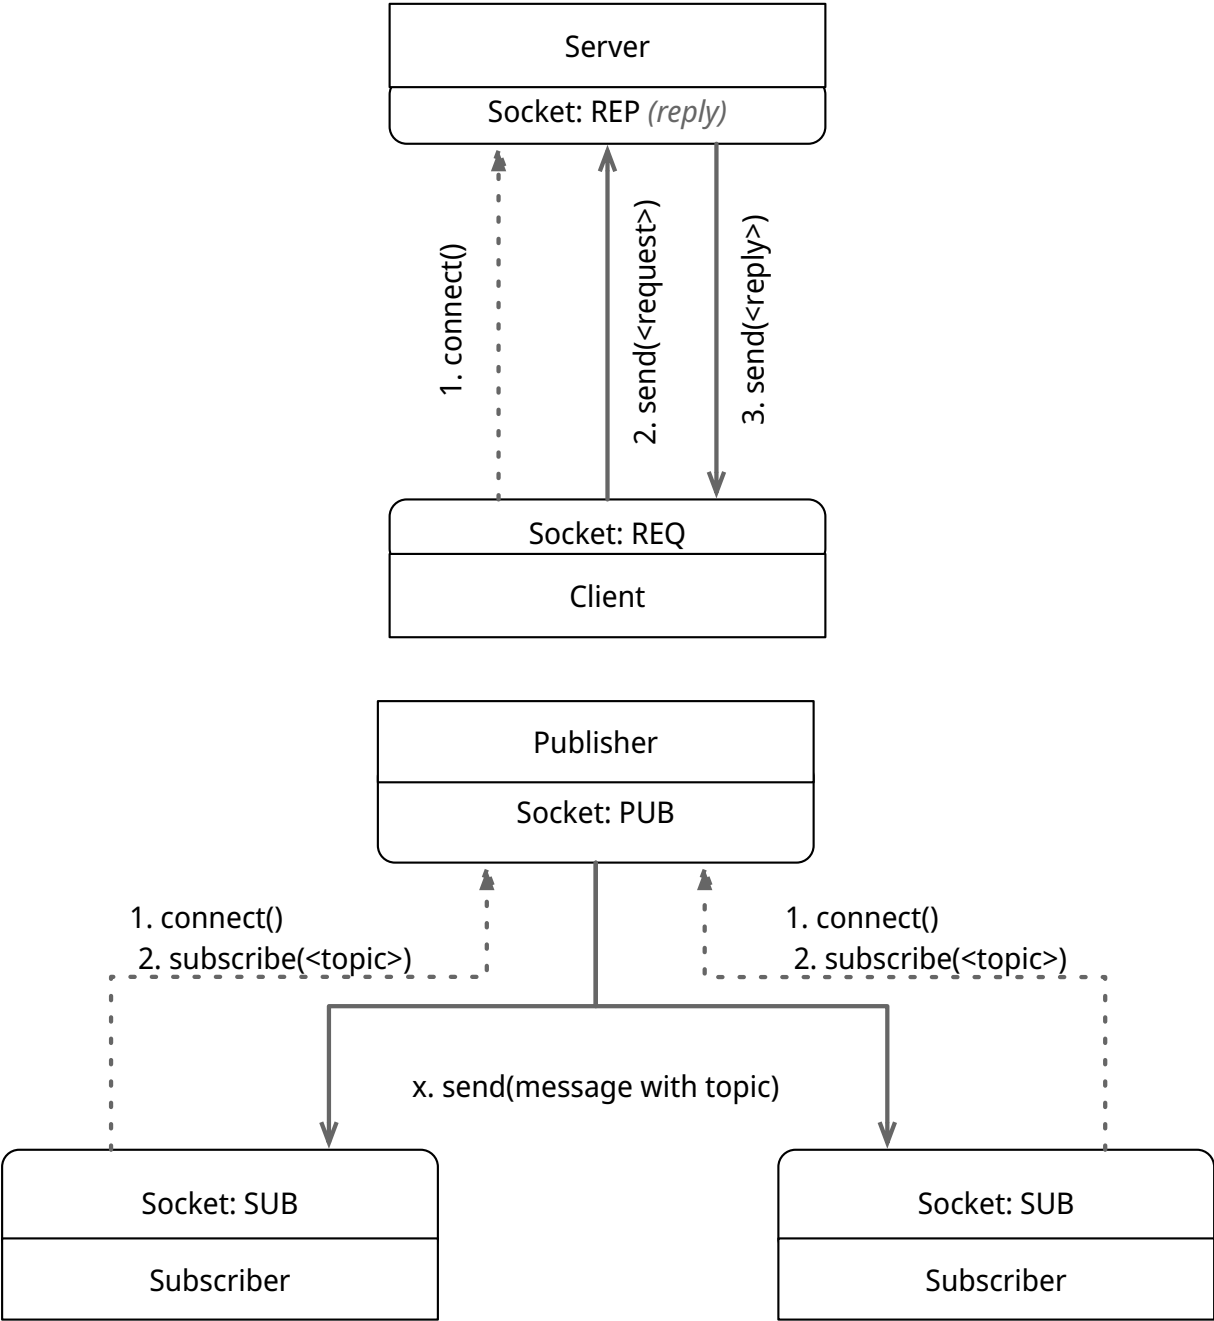 Server
Socket: REP (reply)
1. connect()
2. send(<request>)
3. send(<reply>)
Socket: REQ
Client
Publisher
Socket: PUB
1. connect()
2. subscribe(<topic>)
1. connect()
2. subscribe(<topic>)
x. send(message with topic)
Socket: SUB
Subscriber
Socket: SUB
Subscriber